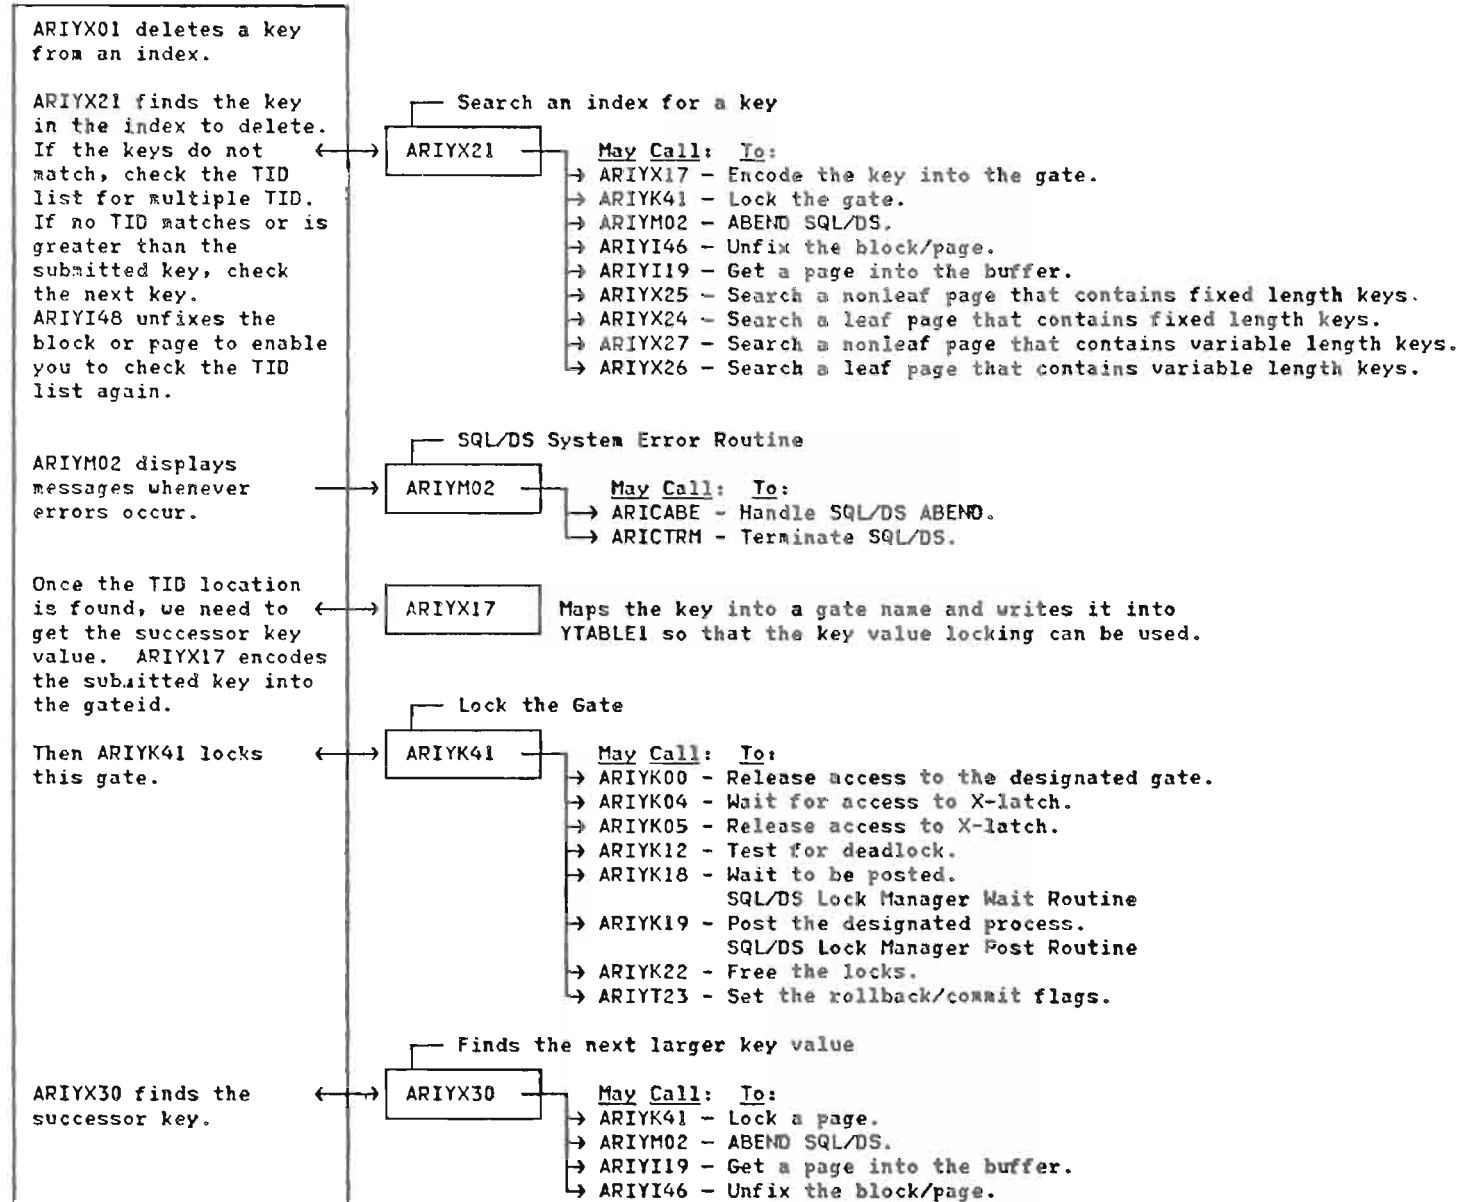 ARIYX01 deletes a key
from an index.
ARIYX21 finds the key
in the index to delete.
If the keys do not
match, check the TID
list for multiple TID.
If no TID matches or is
greater than the
submitted key, check
the next key.
ARIYI48 unfixes the
block or page to enable
you to check the TID
list again.
Search an index for a key
ARIYX21
May Call: To:
ARIYX17 - Encode the key into the gate.
ARIYK41 - Lock the gate.
ARIYM02 - ABEND SQL/DS.
ARIYI46 - Unfix the block/page.
ARIYI19 - Get a page into the buffer.
ARIYX25 - Search a nonleaf page that contains fixed length keys.
ARIYX24 - Search a leaf page that contains fixed length keys.
ARIYX27 - Search a nonleaf page that contains variable length keys.
ARIYX26 - Search a leaf page that contains variable length keys.
ARIYM02 displays
messages whenever
errors occur.
SQL/DS System Error Routine
ARIYM02
May Call: To:
ARICABE - Handle SQL/DS ABEND.
ARICTRM - Terminate SQL/DS.
Once the TID location
is found, we need to
get the successor key
value. ARIYX17 encodes
the submitted key into
the gateid.
ARIYX17
Maps the key into a gate name and writes it into
YTABLE1 so that the key value locking can be used.
Then ARIYK41 locks
this gate.
Lock the Gate
ARIYK41
May Call: To:
ARIYK00 - Release access to the designated gate.
ARIYK04 - Wait for access to X-latch.
ARIYK05 - Release access to X-latch.
ARIYK12 - Test for deadlock.
ARIYK18 - Wait to be posted.
SQL/DS Lock Manager Wait Routine
ARIYK19 - Post the designated process.
SQL/DS Lock Manager Post Routine
ARIYK22 - Free the locks.
ARIYT23 - Set the rollback/commit flags.
ARIYX30 finds the
successor key.
Finds the next larger key value
ARIYX30
May Call: To:
ARIYK41 - Lock a page.
ARIYM02 - ABEND SQL/DS.
ARIYI19 - Get a page into the buffer.
ARIYI46 - Unfix the block/page.